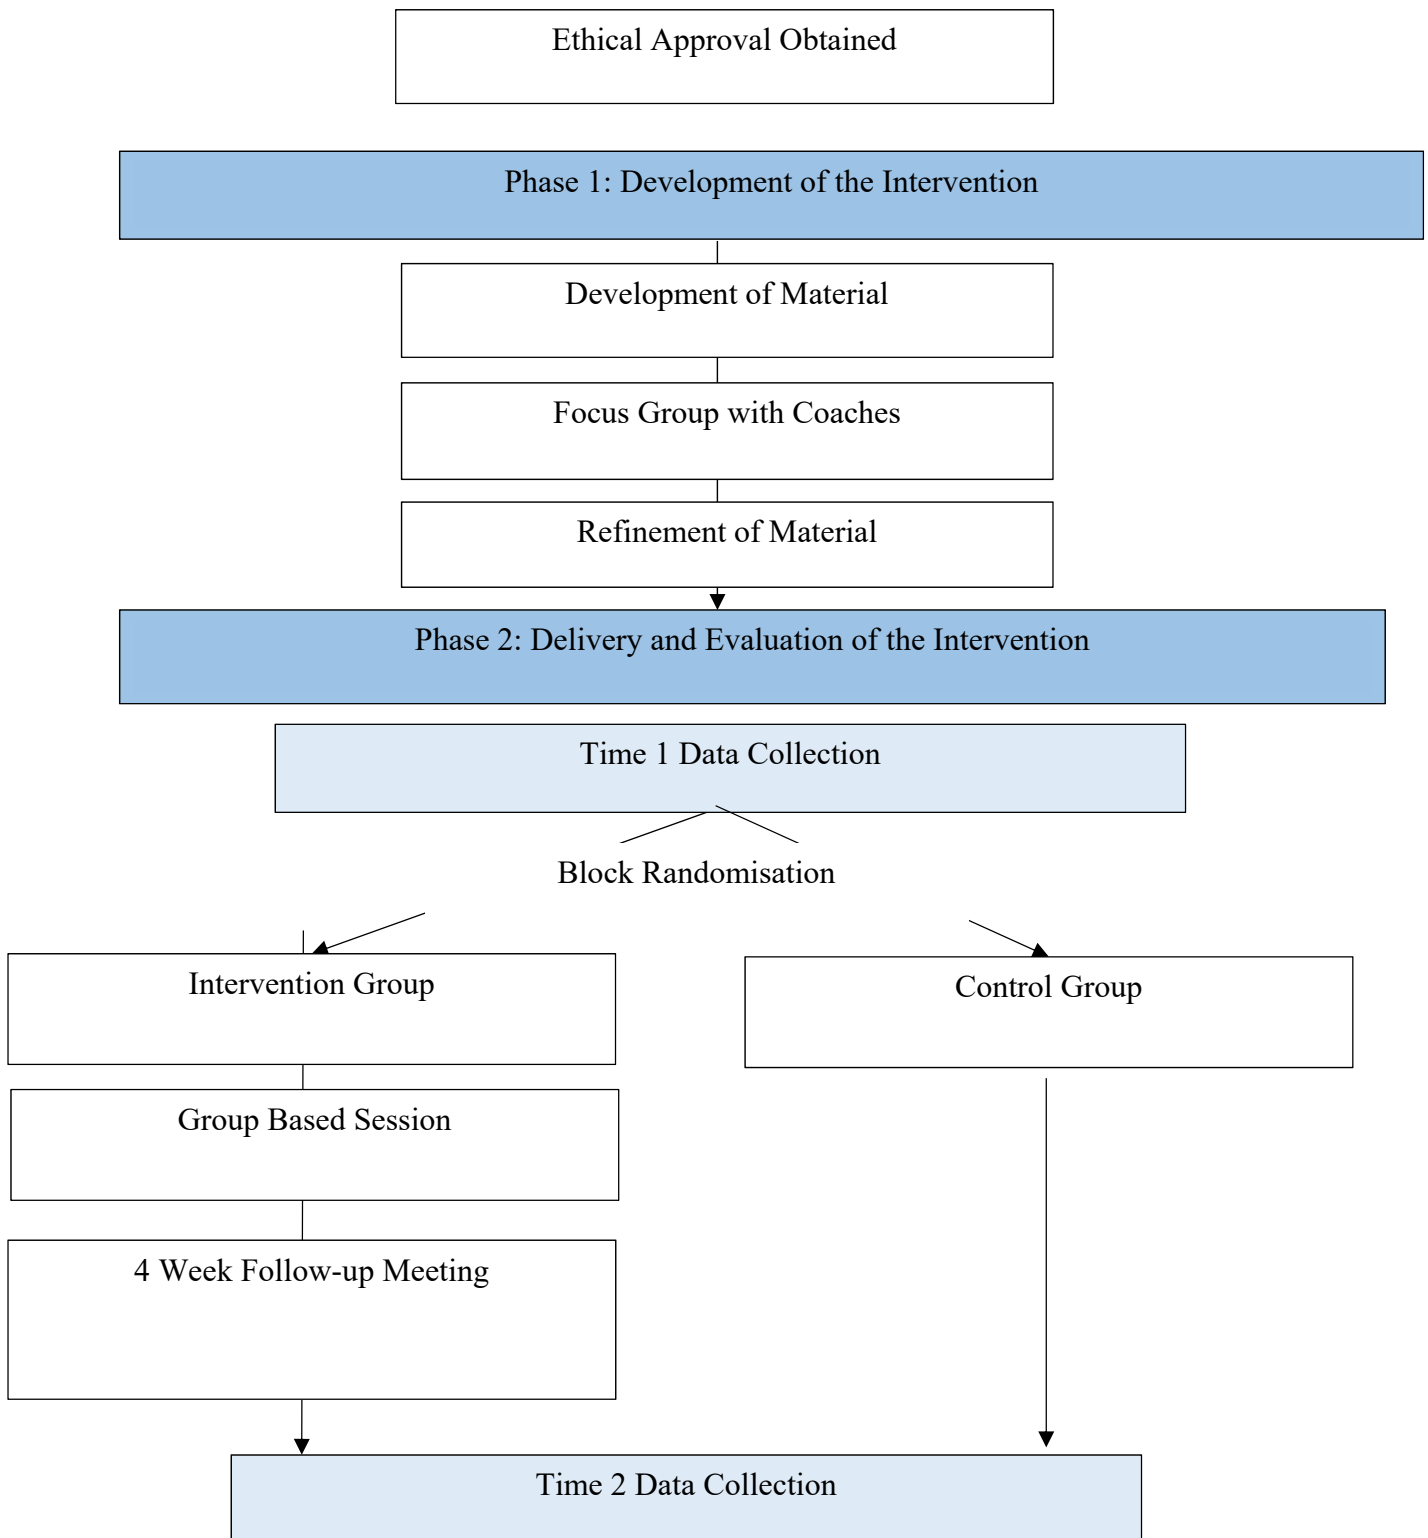 Ethical Approval Obtained
Phase 1: Development of the Intervention
Development of Material
Focus Group with Coaches
Refinement of Material
Phase 2: Delivery and Evaluation of the Intervention
Time 1 Data Collection
Block Randomisation
Intervention Group
Control Group
Group Based Session
4 Week Follow-up Meeting
Time 2 Data Collection